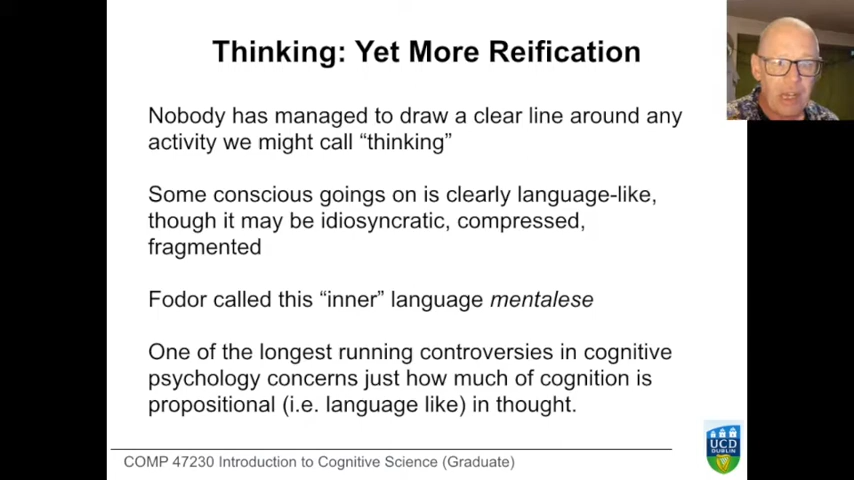 Thinking: Yet More Reification
Nobody has managed to draw a clear line around any
activity we might call “thinking”
Some conscious goings on is clearly language-like,
though it may be idiosyncratic, compressed,
fragmented
Fodor called this “inner” language mentalese
One of the longest running controversies in cognitive
psychology concerns just how much of cognition is
propositional (i.e. language like) in thought.
COMP 47230 Introduction to Cognitive Science (Graduate)
UCD
DUBLIN